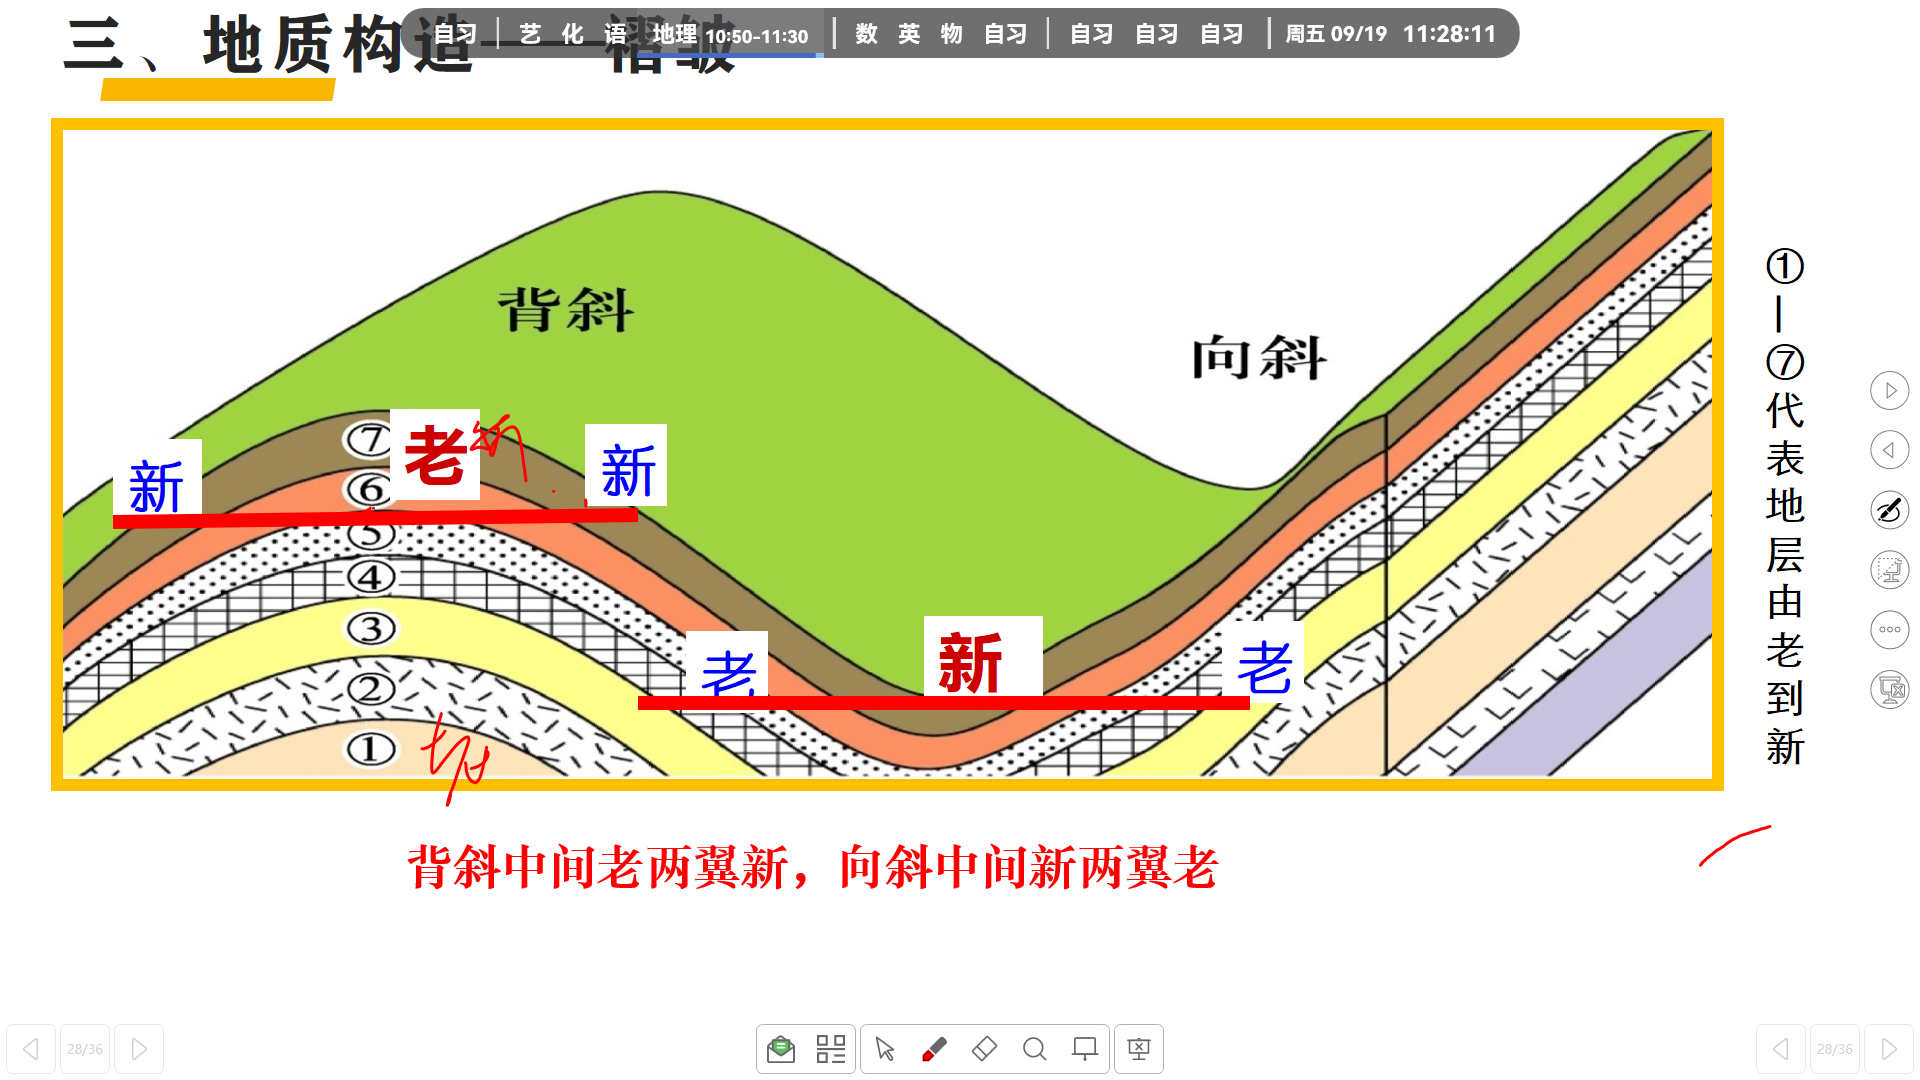 三、地质构造——褶皱
自习 | 艺 化 语 地理 10:50-11:30 | 数 英 物 自习 | 自习 自习 自习 | 周五 09/19 11:28:11
背斜
向斜
⑦ 老 新
新
新
⑥
⑤
④
③
②
①
老
新
老
①—⑦代表地层由老到新
背斜中间老两翼新，向斜中间新两翼老
28/36
28/36